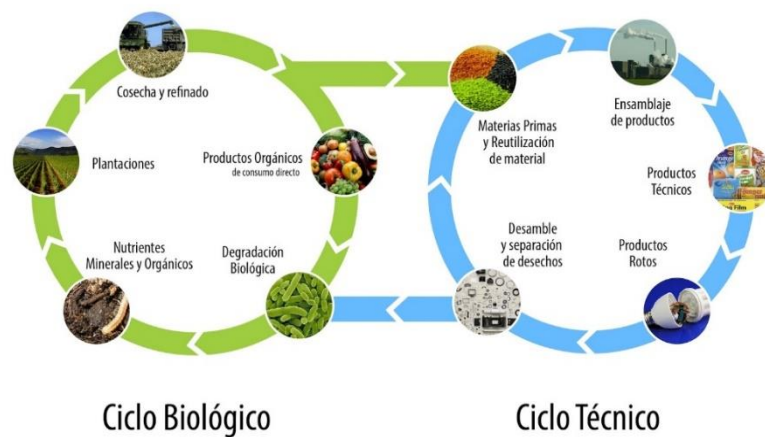 Cosecha y refinado
Plantaciones
Productos Orgánicos
de consumo directo
Nutrientes
Minerales y Orgánicos
Degradación
Biológica
Materias Primas
y Reutilización
de material
Ensamblaje
de productos
Productos
Técnicos
Desamble
y separación
de desechos
Productos
Rotos
Ciclo Biológico
Ciclo Técnico